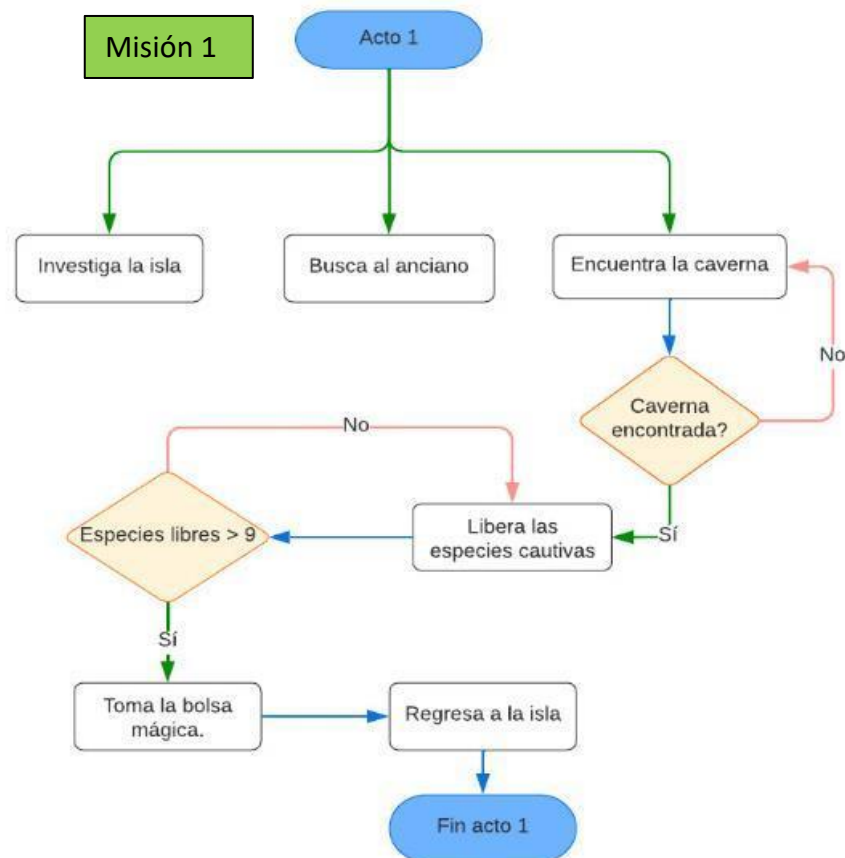 Misión 1
Acto 1
Investiga la isla
Busca al anciano
Encuentra la caverna
No
Caverna
encontrada?
No
Especies libres > 9
Libera las
especies cautivas
Sí
Sí
Toma la bolsa
mágica.
Regresa a la isla
Fin acto 1